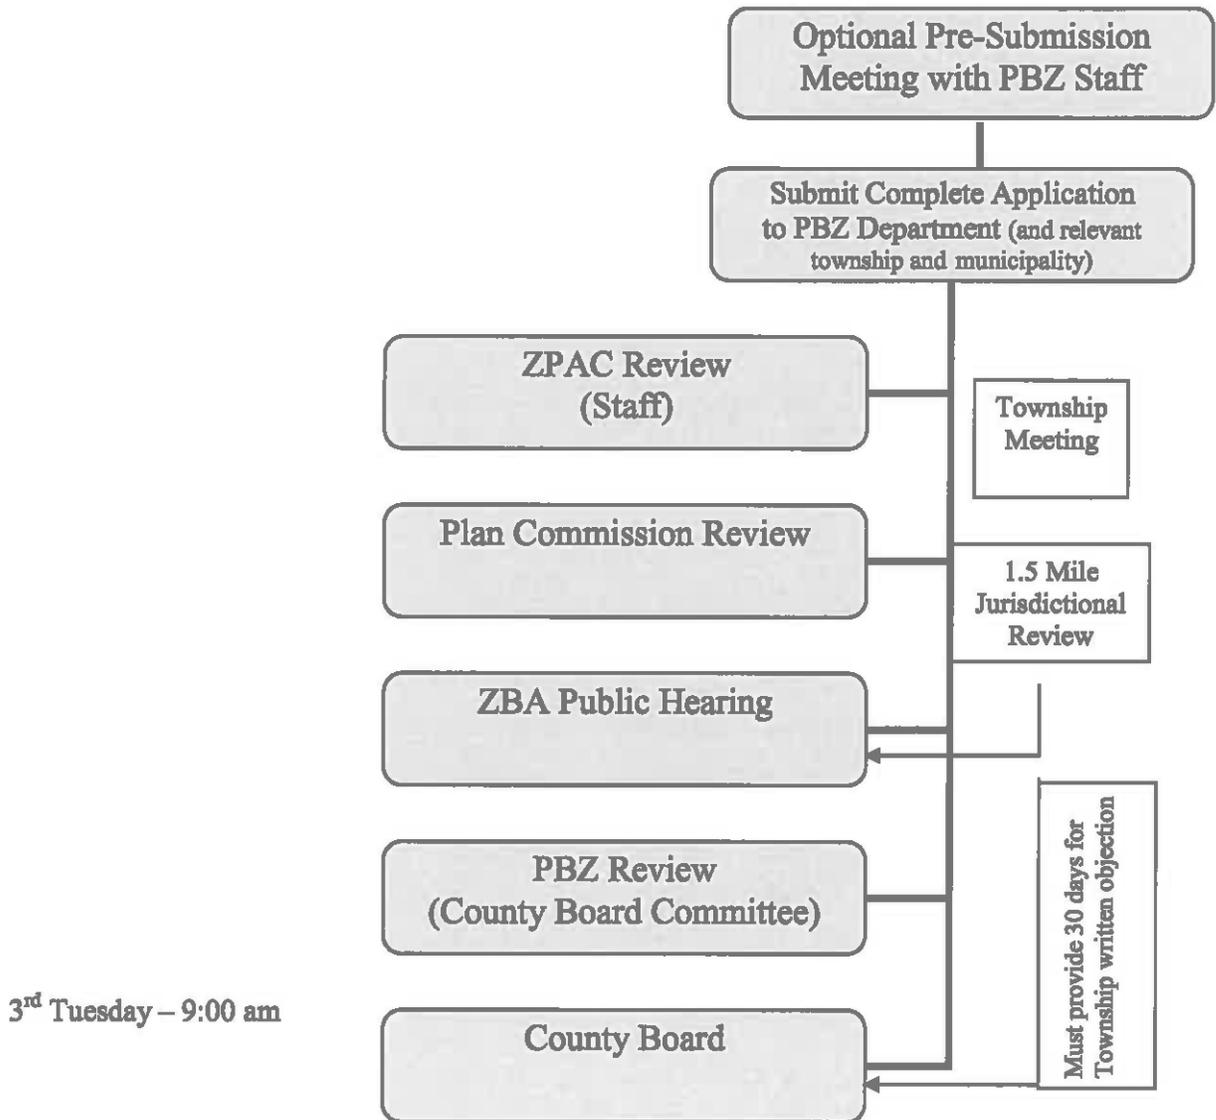 Optional Pre-Submission
Meeting with PBZ Staff
Submit Complete Application
to PBZ Department (and relevant
township and municipality)
ZPAC Review
(Staff)
Township
Meeting
Plan Commission Review
1.5 Mile
Jurisdictional
Review
ZBA Public Hearing
PBZ Review
(County Board Committee)
Must provide 30 days for
Township written objection
3rd Tuesday – 9:00 am
County Board